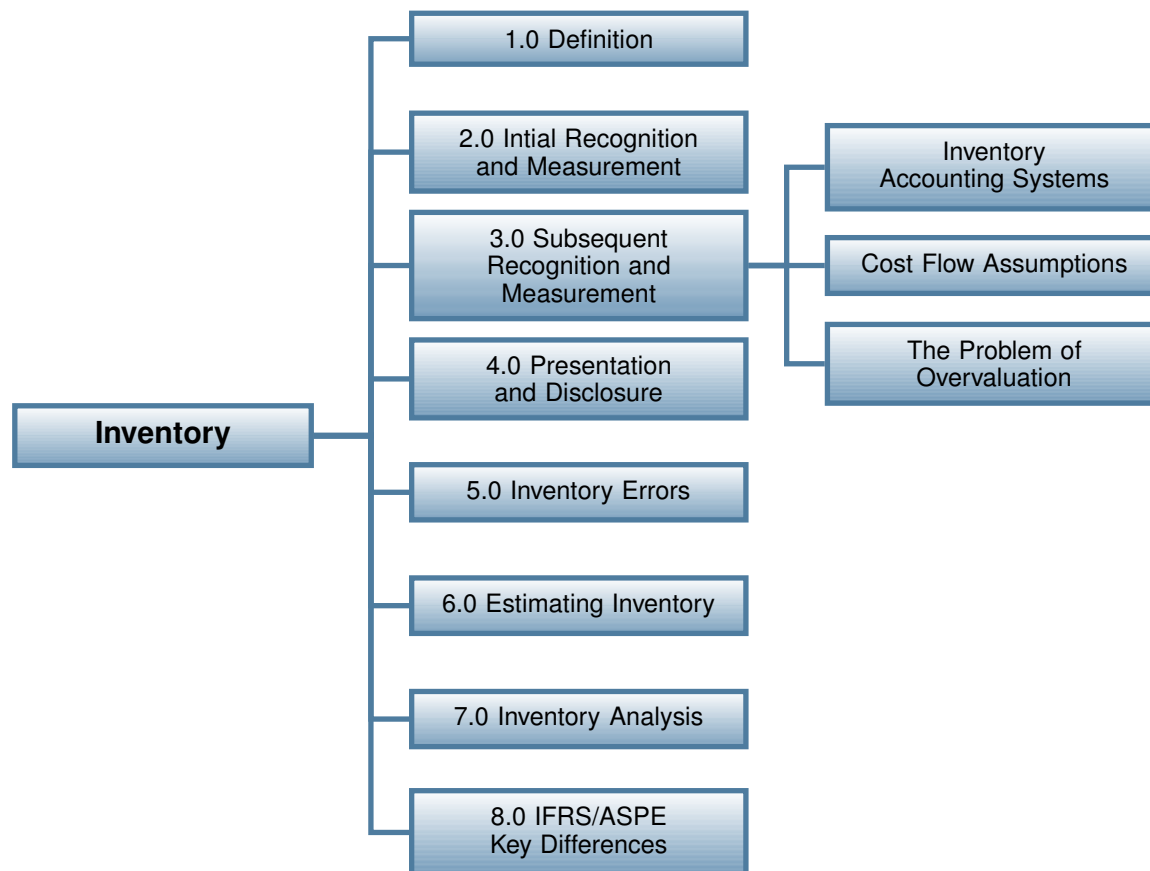 Inventory
1.0 Definition
2.0 Intial Recognition
and Measurement
3.0 Subsequent
Recognition and
Measurement
Inventory
Accounting Systems
Cost Flow Assumptions
The Problem of
Overvaluation
4.0 Presentation
and Disclosure
5.0 Inventory Errors
6.0 Estimating Inventory
7.0 Inventory Analysis
8.0 IFRS/ASPE
Key Differences